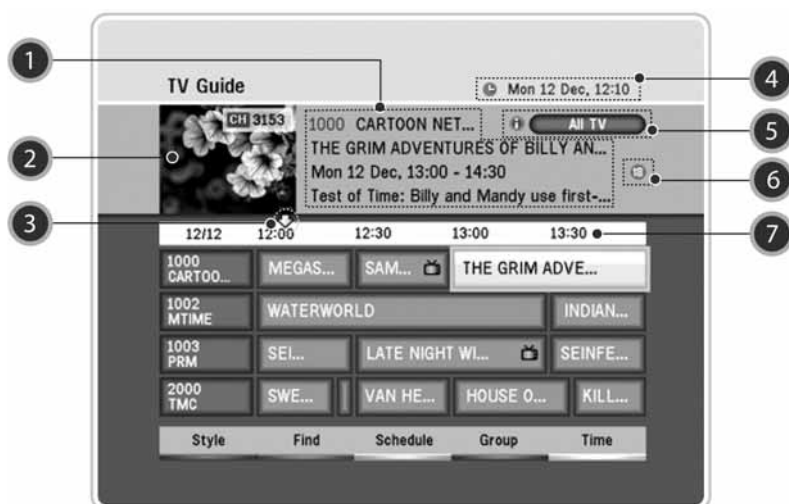 1
2
3
4
5
6
7
TV Guide
Mon 12 Dec, 12:10
CH 3153
1000 CARTOON NET...
All TV
THE GRIM ADVENTURES OF BILLY AN...
Mon 12 Dec, 13:00 - 14:30
Test of Time: Billy and Mandy use first-...
12/12 12:00 12:30 13:00 13:30
1000
CARTOO...
MEGAS... SAM... THE GRIM ADVE...
1002
MTIME
WATERWORLD INDIAN...
1003
PRM
SEI... LATE NIGHT WI... SEINFE...
2000
TMC
SWE... VAN HE... HOUSE O... KILL...
Style Find Schedule Group Time